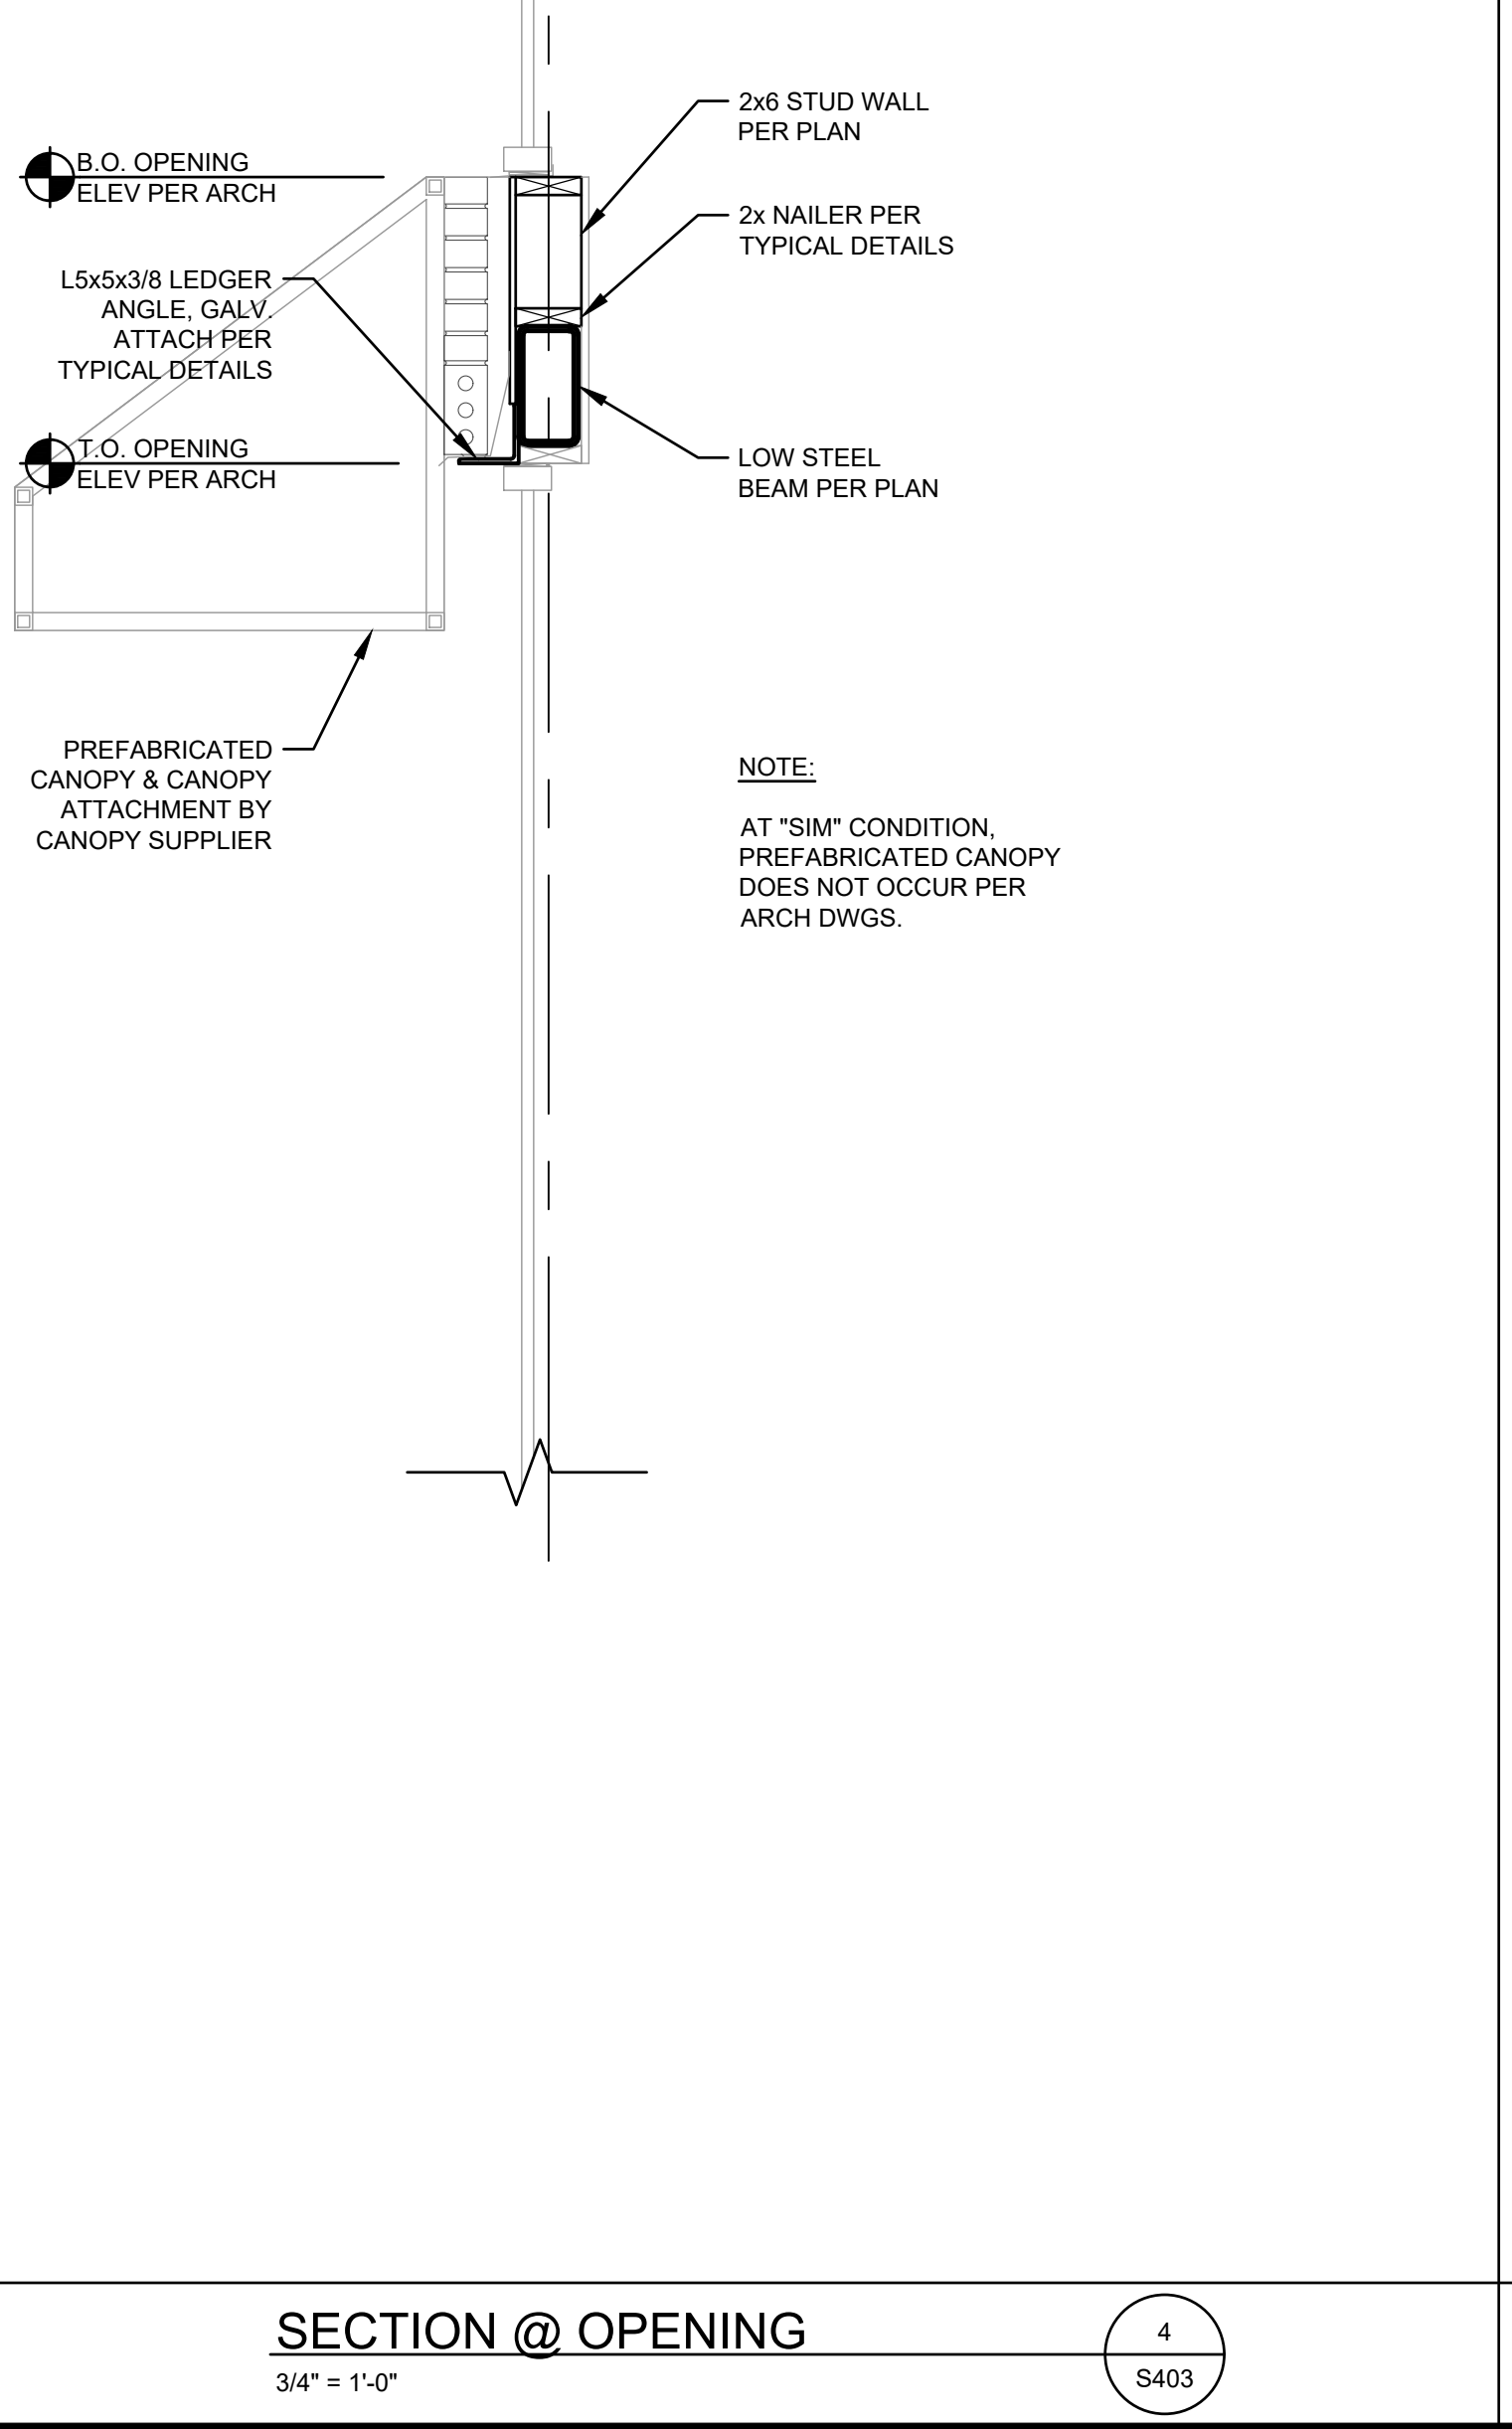 2x6 STUD WALL
PER PLAN
B.O. OPENING
ELEV PER ARCH
2x NAILER PER
TYPICAL DETAILS
L5x5x3/8 LEDGER
ANGLE, GALV.
ATTACH PER
TYPICAL DETAILS
T.O. OPENING
ELEV PER ARCH
LOW STEEL
BEAM PER PLAN
PREFABRICATED
CANOPY & CANOPY
ATTACHMENT BY
CANOPY SUPPLIER
NOTE:
AT "SIM" CONDITION,
PREFABRICATED CANOPY
DOES NOT OCCUR PER
ARCH DWGS.
SECTION @ OPENING
3/4" = 1'-0"
4
S403